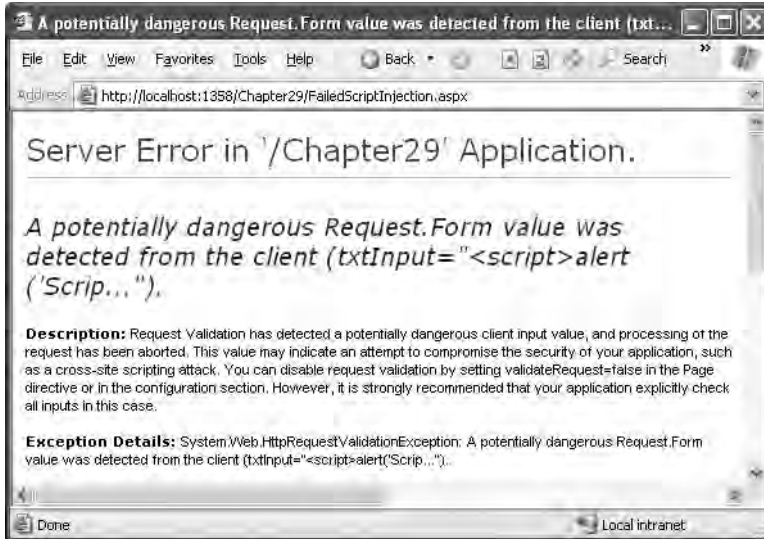 A potentially dangerous Request.Form value was detected from the client (txt...
File Edit View Favorites Tools Help Back Search »
Address http://localhost:1358/Chapter29/FailedScriptInjection.aspx
Server Error in '/Chapter29' Application.
A potentially dangerous Request.Form value was
detected from the client (txtInput="<script>alert
('Scrip...").
Description: Request Validation has detected a potentially dangerous client input value, and processing of the
request has been aborted. This value may indicate an attempt to compromise the security of your application, such
as a cross-site scripting attack. You can disable request validation by setting validateRequest=false in the Page
directive or in the configuration section. However, it is strongly recommended that your application explicitly check
all inputs in this case.
Exception Details: System.Web.HttpRequestValidationException: A potentially dangerous Request.Form
value was detected from the client (txtInput="<script>alert('Scrip...").
Done Local intranet